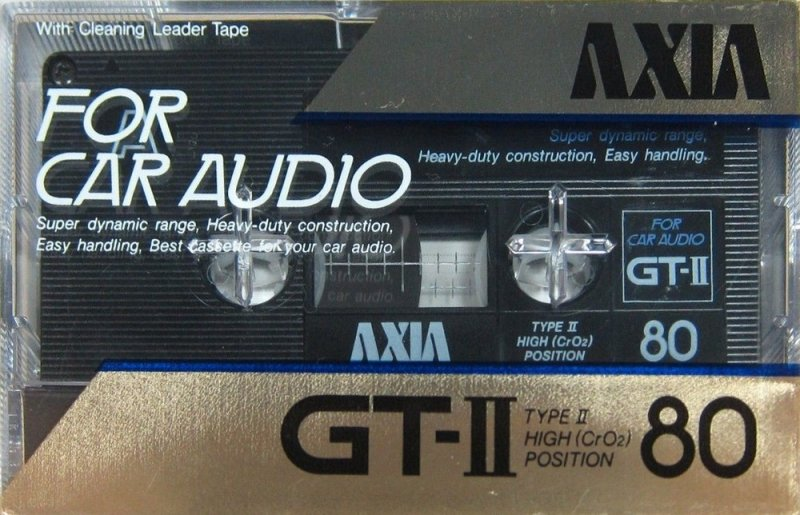 With Cleaning Leader Tape
AXIA
FOR
CAR AUDIO
Super dynamic range, Heavy-duty construction,
Easy handling, Best cassette for your car audio.
A
Super dynamic range,
Heavy-duty construction, Easy handling.
FOR
CAR AUDIO
GT-II
AXIA
TYPE II
HIGH (CrO2)
POSITION
80
GT-II
TYPE II
HIGH (CrO2)
POSITION
80